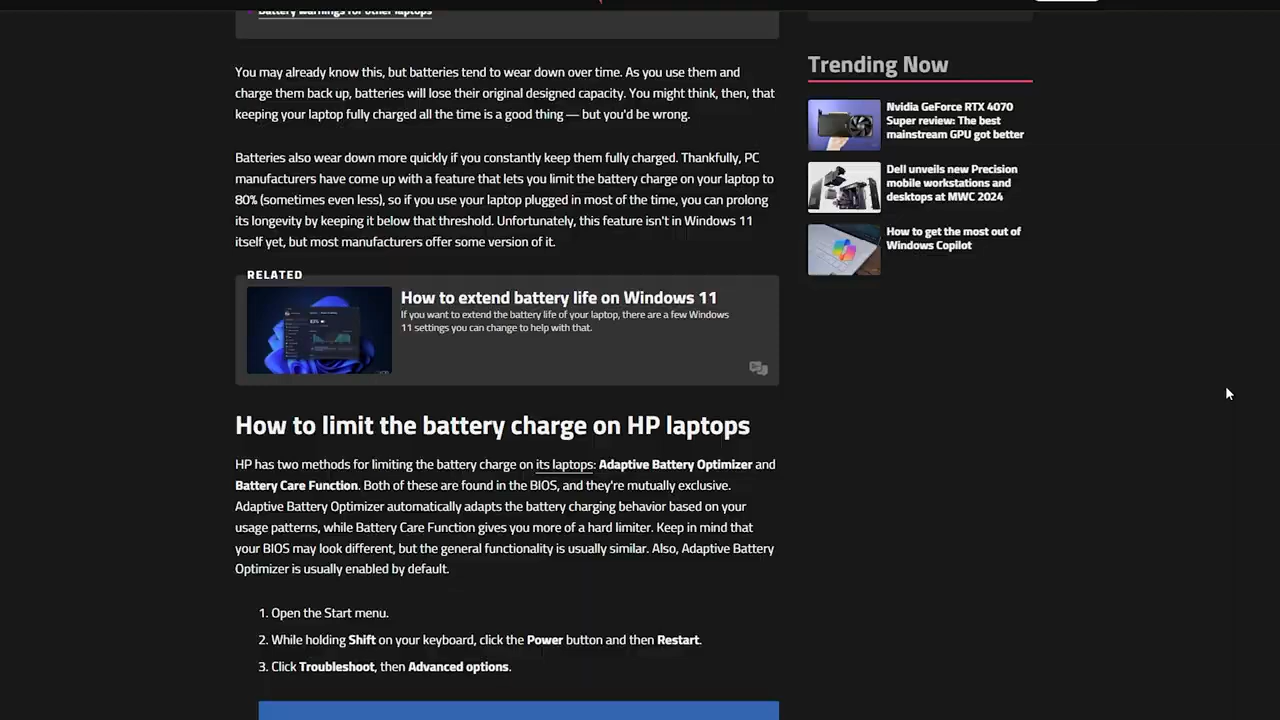 Battery warnings for other laptops
You may already know this, but batteries tend to wear down over time. As you use them and
charge them back up, batteries will lose their original designed capacity. You might think, then, that
keeping your laptop fully charged all the time is a good thing — but you'd be wrong.
Batteries also wear down more quickly if you constantly keep them fully charged. Thankfully, PC
manufacturers have come up with a feature that lets you limit the battery charge on your laptop to
80% (sometimes even less), so if you use your laptop plugged in most of the time, you can prolong
its longevity by keeping it below that threshold. Unfortunately, this feature isn't in Windows 11
itself yet, but most manufacturers offer some version of it.
RELATED
How to extend battery life on Windows 11
If you want to extend the battery life of your laptop, there are a few Windows
11 settings you can change to help with that.
How to limit the battery charge on HP laptops
HP has two methods for limiting the battery charge on its laptops: Adaptive Battery Optimizer and
Battery Care Function. Both of these are found in the BIOS, and they're mutually exclusive.
Adaptive Battery Optimizer automatically adapts the battery charging behavior based on your
usage patterns, while Battery Care Function gives you more of a hard limiter. Keep in mind that
your BIOS may look different, but the general functionality is usually similar. Also, Adaptive Battery
Optimizer is usually enabled by default.
1. Open the Start menu.
2. While holding Shift on your keyboard, click the Power button and then Restart.
3. Click Troubleshoot, then Advanced options.
Trending Now
Nvidia GeForce RTX 4070
Super review: The best
mainstream GPU got better
Dell unveils new Precision
mobile workstations and
desktops at MWC 2024
How to get the most out of
Windows Copilot